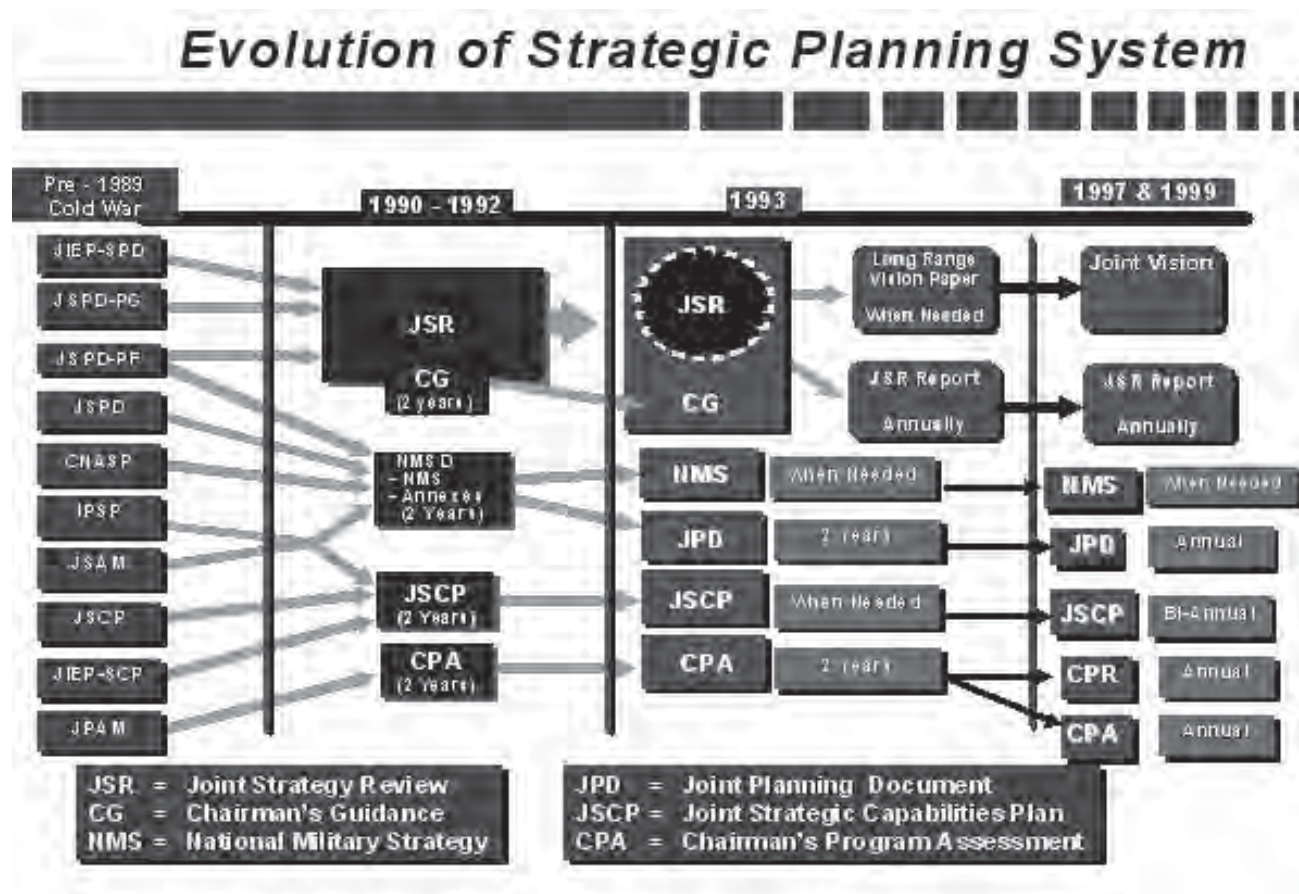 Evolution of Strategic Planning System
Pre - 1989
Cold War
1990 - 1992
1993
1997 & 1999
JIEP-SPD
JSPD-PG
JSPD-PF
JSPD
CNASP
IPSP
JSAM
JSCP
JIEP-SCP
JPAM
JSR
CG
(2 years)
NMSD
- NMS
- Annexes
(2 Years)
JSCP
(2 Years)
CPA
(2 Years)
JSR
CG
Long Range
Vision Paper
When Needed
JSR Report
Annually
NMS
When Needed
JPD
2 Years
JSCP
When Needed
CPA
2 Years
Joint Vision
JSR Report
Annually
NMS
When Needed
JPD
Annual
JSCP
Bi-Annual
CPR
Annual
CPA
Annual
JSR = Joint Strategy Review
CG = Chairman's Guidance
NMS = National Military Strategy
JPD = Joint Planning Document
JSCP = Joint Strategic Capabilities Plan
CPA = Chairman's Program Assessment